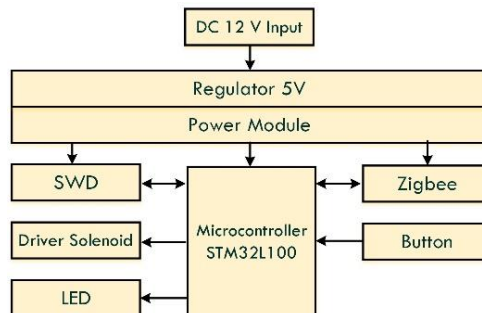 DC 12 V Input
Regulator 5V
Power Module
SWD
Zigbee
Microcontroller
STM32L100
Driver Solenoid
Button
LED